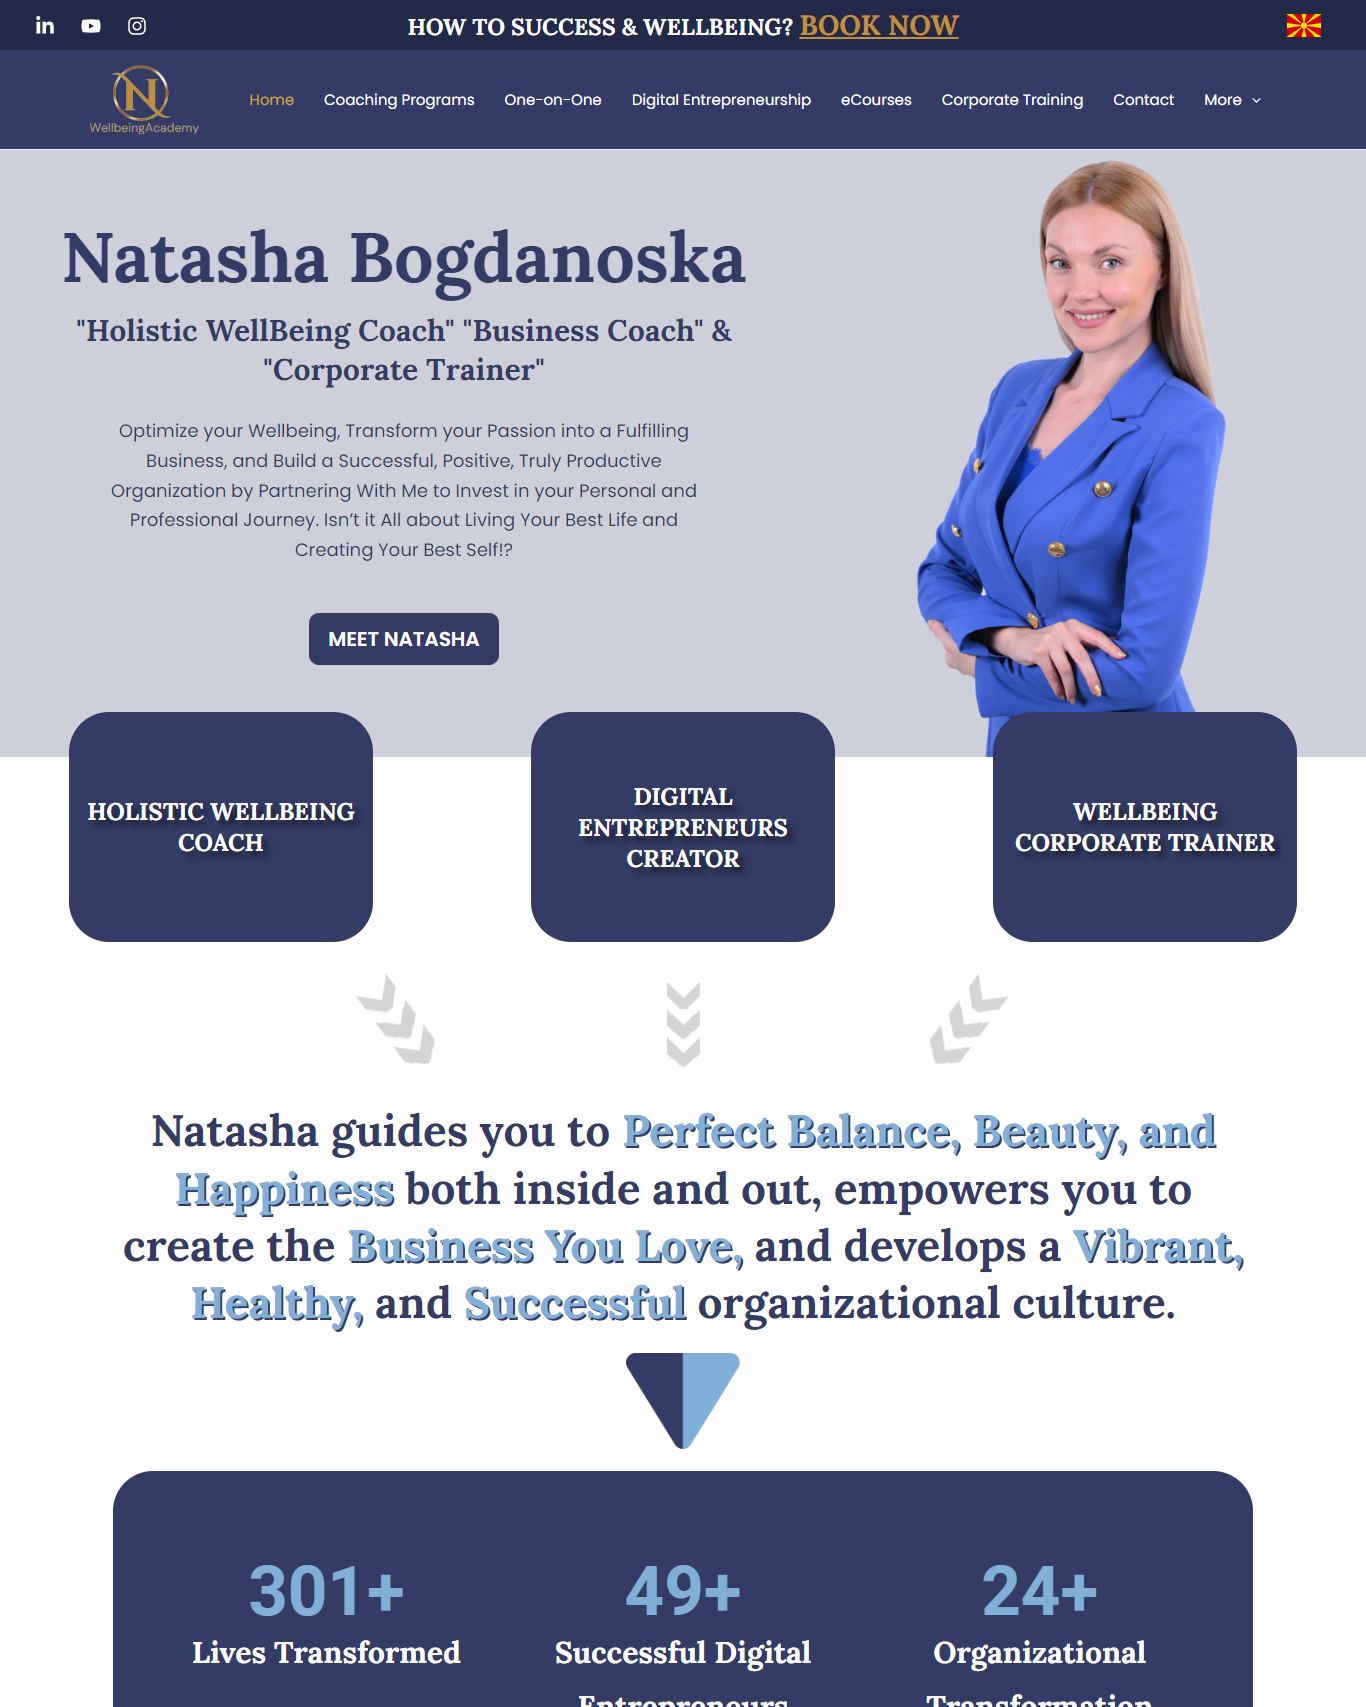 HOW TO SUCCESS & WELLBEING? BOOK NOW
N
WellbeingAcademy
Home Coaching Programs One-on-One Digital Entrepreneurship eCourses Corporate Training Contact More
Natasha Bogdanoska
"Holistic WellBeing Coach" "Business Coach" &
"Corporate Trainer"
Optimize your Wellbeing, Transform your Passion into a Fulfilling
Business, and Build a Successful, Positive, Truly Productive
Organization by Partnering With Me to Invest in your Personal and
Professional Journey. Isn’t it All about Living Your Best Life and
Creating Your Best Self!?
MEET NATASHA
HOLISTIC WELLBEING
COACH
DIGITAL
ENTREPRENEURS
CREATOR
WELLBEING
CORPORATE TRAINER
Natasha guides you to Perfect Balance, Beauty, and
Happiness both inside and out, empowers you to
create the Business You Love, and develops a Vibrant,
Healthy, and Successful organizational culture.
301+
Lives Transformed
49+
Successful Digital
Entrepreneurs
24+
Organizational
Transformation